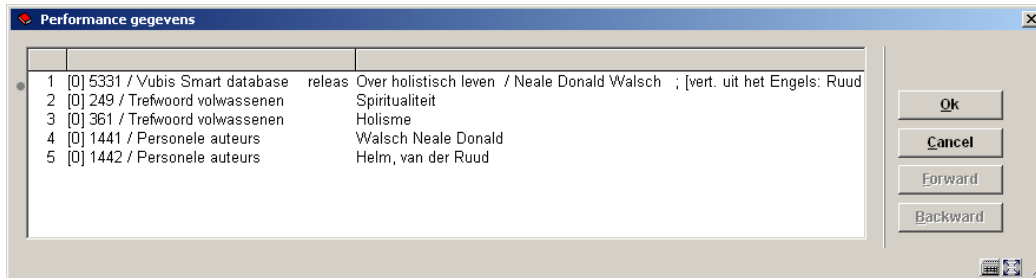 Performance gegevens
1 [0] 5331 / Vubis Smart database releas Over holistisch leven / Neale Donald Walsch ; [vert. uit het Engels: Ruud
2 [0] 249 / Trefwoord volwassenen Spiritualiteit
3 [0] 361 / Trefwoord volwassenen Holisme
4 [0] 1441 / Personele auteurs Walsch Neale Donald
5 [0] 1442 / Personele auteurs Helm, van der Ruud
Ok
Cancel
Forward
Backward